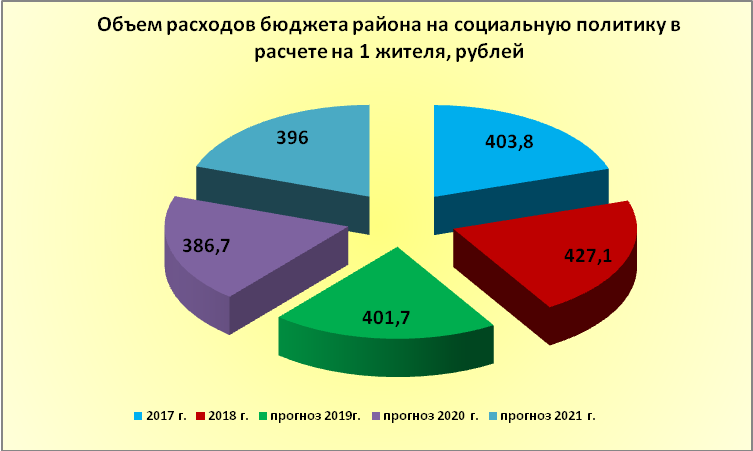 Объем расходов бюджета района на социальную политику в
расчете на 1 жителя, рублей
396
403,8
386,7
427,1
401,7
2017 г.
2018 г.
прогноз 2019г.
прогноз 2020 г.
прогноз 2021 г.